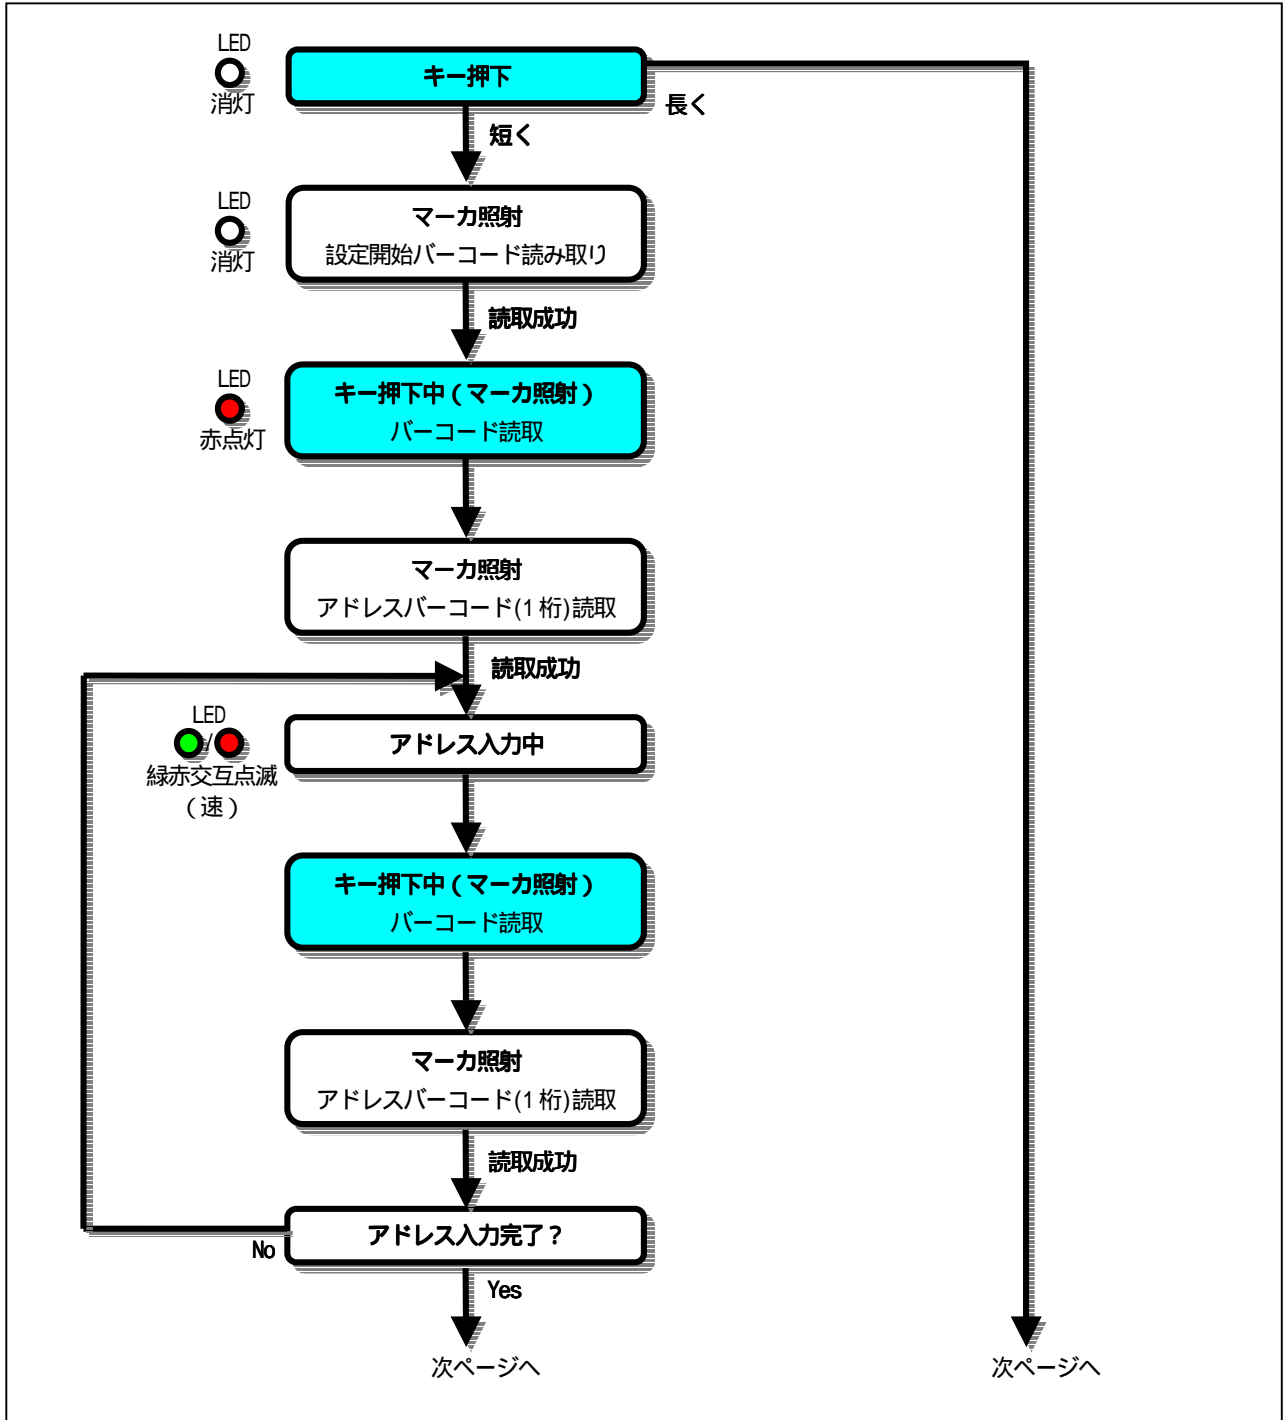 LED
消灯
キー押下
長く
短く
LED
消灯
マーカ照射
設定開始バーコード読み取り
読取成功
LED
赤点灯
キー押下中(マーカ照射)
バーコード読取
マーカ照射
アドレスバーコード(1桁)読取
読取成功
LED
/
緑赤交互点滅
(速)
アドレス入力中
キー押下中(マーカ照射)
バーコード読取
マーカ照射
アドレスバーコード(1桁)読取
読取成功
アドレス入力完了?
No
Yes
次ページへ
次ページへ